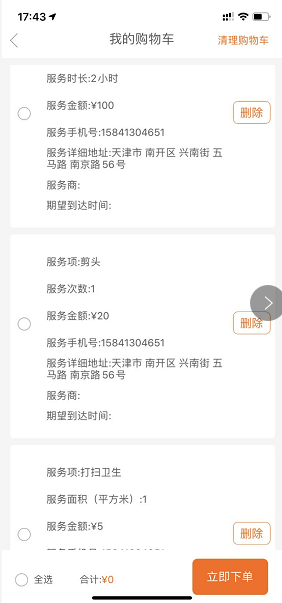 17:43
我的购物车
清理购物车
服务时长:2小时
服务金额:¥100
删除
服务手机号:15841304651
服务详细地址:天津市 南开区 兴南街 五
马路 南京路56号
服务商:
期望到达时间:
服务项:剪头
服务次数:1
服务金额:¥20
删除
服务手机号:15841304651
服务详细地址:天津市 南开区 兴南街 五
马路 南京路56号
服务商:
期望到达时间:
服务项:打扫卫生
服务面积（平方米）:1
服务金额:¥5
删除
全选
合计:¥0
立即下单